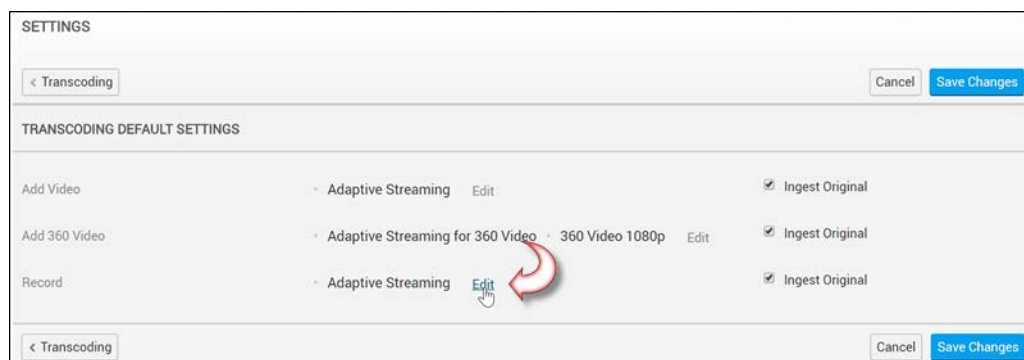 SETTINGS
< Transcoding Cancel Save Changes
TRANSCODING DEFAULT SETTINGS
Add Video Adaptive Streaming Edit Ingest Original
Add 360 Video Adaptive Streaming for 360 Video 360 Video 1080p Edit Ingest Original
Record Adaptive Streaming Edit Ingest Original
< Transcoding Cancel Save Changes